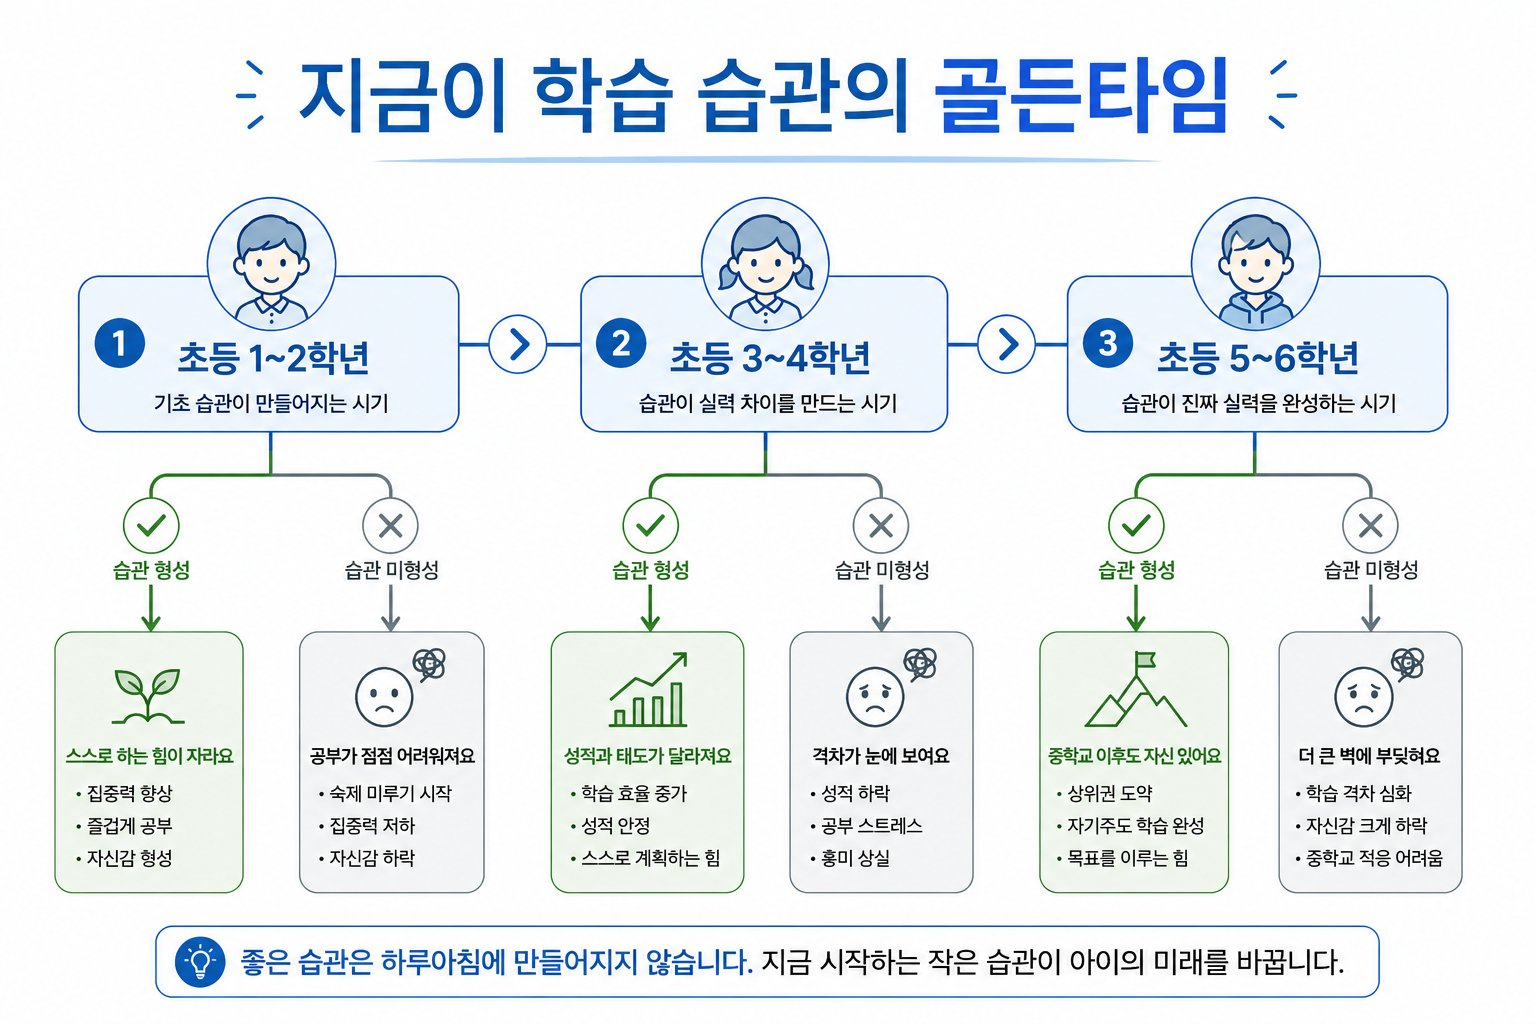 지금이 학습 습관의 골든타임
1
초등 1~2학년
기초 습관이 만들어지는 시기
2
초등 3~4학년
습관이 실력 차이를 만드는 시기
3
초등 5~6학년
습관이 진짜 실력을 완성하는 시기
습관 형성
습관 미형성
습관 형성
습관 미형성
습관 형성
습관 미형성
스스로 하는 힘이 자라요
• 집중력 향상
• 즐겁게 공부
• 자신감 형성
공부가 점점 어려워져요
• 숙제 미루기 시작
• 집중력 저하
• 자신감 하락
성적과 태도가 달라져요
• 학습 효율 증가
• 성적 안정
• 스스로 계획하는 힘
격차가 눈에 보여요
• 성적 하락
• 공부 스트레스
• 흥미 상실
중학교 이후도 자신 있어요
• 상위권 도약
• 자기주도 학습 완성
• 목표를 이루는 힘
더 큰 벽에 부딪혀요
• 학습 격차 심화
• 자신감 크게 하락
• 중학교 적응 어려움
좋은 습관은 하루아침에 만들어지지 않습니다. 지금 시작하는 작은 습관이 아이의 미래를 바꿉니다.